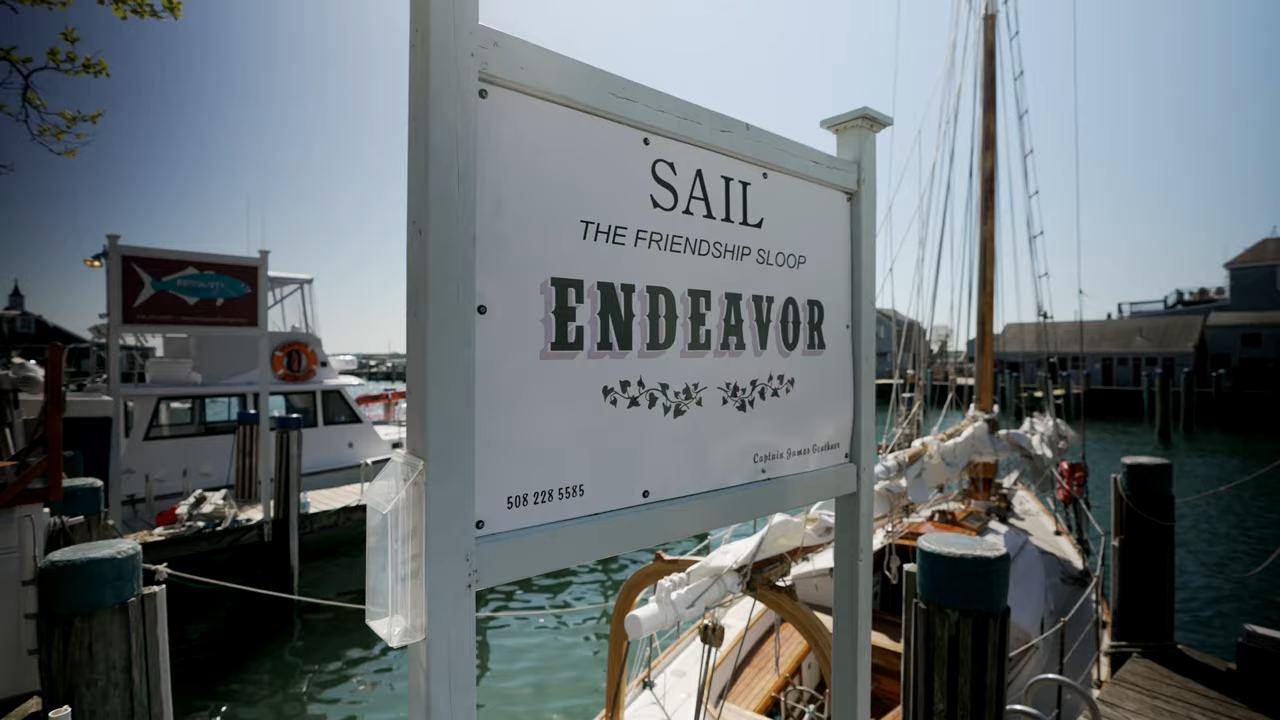 SAIL
THE FRIENDSHIP SLOOP
ENDEAVOR
Captain James Genthner
508 228 5585